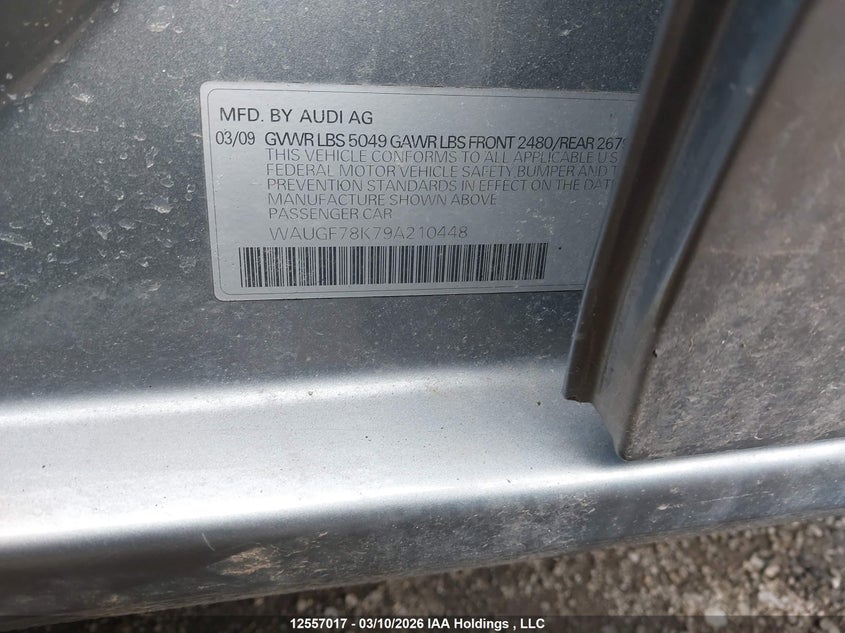 MFD. BY AUDI AG
03/09 GVWR LBS 5049 GAWR LBS FRONT 2480/REAR 2679
THIS VEHICLE CONFORMS TO ALL APPLICABLE U S
FEDERAL MOTOR VEHICLE SAFETY, BUMPER AND T
PREVENTION STANDARDS IN EFFECT ON THE DATE
MANUFACTURE SHOWN ABOVE
PASSENGER CAR
WAUGF78K79A210448
12557017 - 03/10/2026 IAA Holdings , LLC